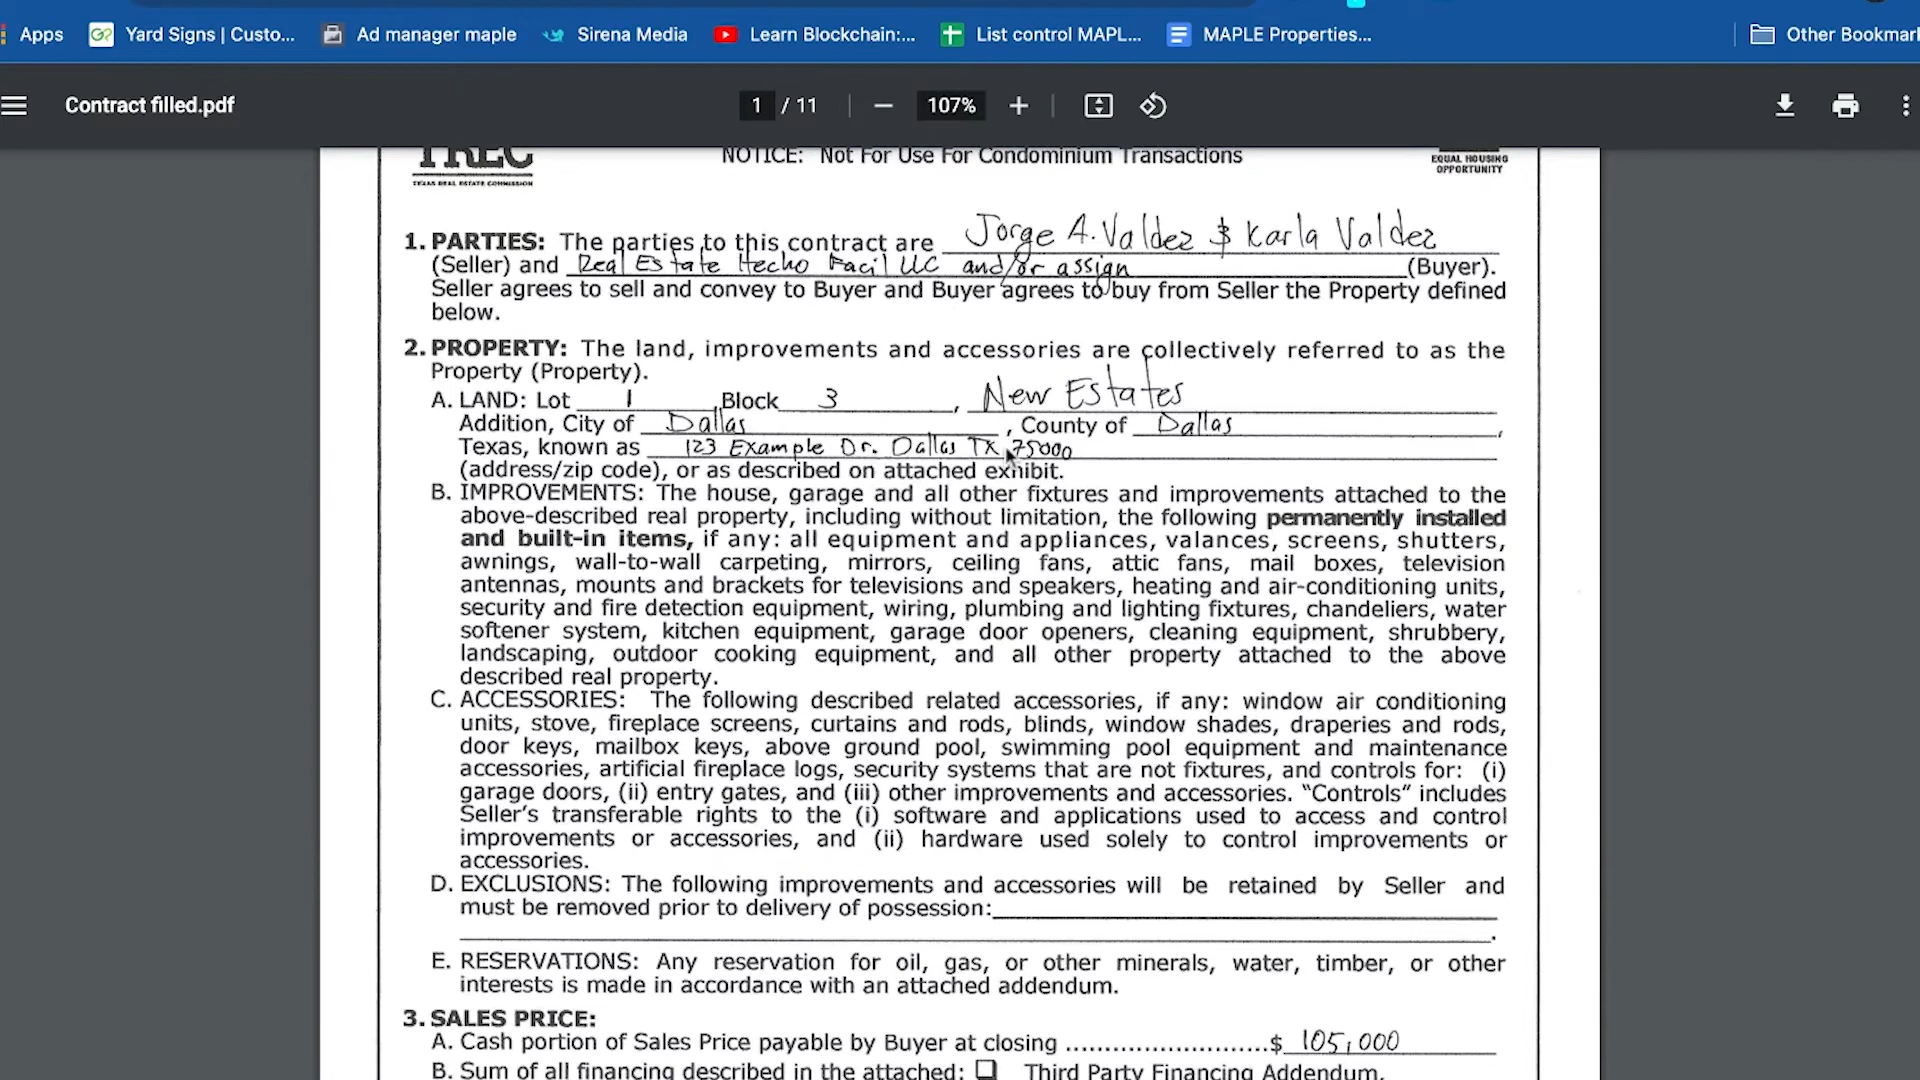 Apps Yard Signs | Custo... Ad manager maple Sirena Media Learn Blockchain:... List control MAPL... MAPLE Properties... Other Bookmar
Contract filled.pdf 1 / 11 107%
TREC NOTICE: Not For Use For Condominium Transactions
TEXAS REAL ESTATE COMMISSION
EQUAL HOUSING
OPPORTUNITY
1. PARTIES: The parties to this contract are Jorge A. Valdez & Karla Valdez
(Seller) and Real Estate Hecho Facil LLC and/or assign (Buyer).
Seller agrees to sell and convey to Buyer and Buyer agrees to buy from Seller the Property defined
below.
2. PROPERTY: The land, improvements and accessories are collectively referred to as the
Property (Property).
A. LAND: Lot 1 ,Block 3 , New Estates
Addition, City of Dallas , County of Dallas ,
Texas, known as 123 Example Dr. Dallas TX 75000
(address/zip code), or as described on attached exhibit.
B. IMPROVEMENTS: The house, garage and all other fixtures and improvements attached to the
above-described real property, including without limitation, the following permanently installed
and built-in items, if any: all equipment and appliances, valances, screens, shutters,
awnings, wall-to-wall carpeting, mirrors, ceiling fans, attic fans, mail boxes, television
antennas, mounts and brackets for televisions and speakers, heating and air-conditioning units,
security and fire detection equipment, wiring, plumbing and lighting fixtures, chandeliers, water
softener system, kitchen equipment, garage door openers, cleaning equipment, shrubbery,
landscaping, outdoor cooking equipment, and all other property attached to the above
described real property.
C. ACCESSORIES: The following described related accessories, if any: window air conditioning
units, stove, fireplace screens, curtains and rods, blinds, window shades, draperies and rods,
door keys, mailbox keys, above ground pool, swimming pool equipment and maintenance
accessories, artificial fireplace logs, security systems that are not fixtures, and controls for: (i)
garage doors, (ii) entry gates, and (iii) other improvements and accessories. “Controls” includes
Seller’s transferable rights to the (i) software and applications used to access and control
improvements or accessories, and (ii) hardware used solely to control improvements or
accessories.
D. EXCLUSIONS: The following improvements and accessories will be retained by Seller and
must be removed prior to delivery of possession:
.
E. RESERVATIONS: Any reservation for oil, gas, or other minerals, water, timber, or other
interests is made in accordance with an attached addendum.
3. SALES PRICE:
A. Cash portion of Sales Price payable by Buyer at closing ..........................$ 105,000
B. Sum of all financing described in the attached: Third Party Financing Addendum,